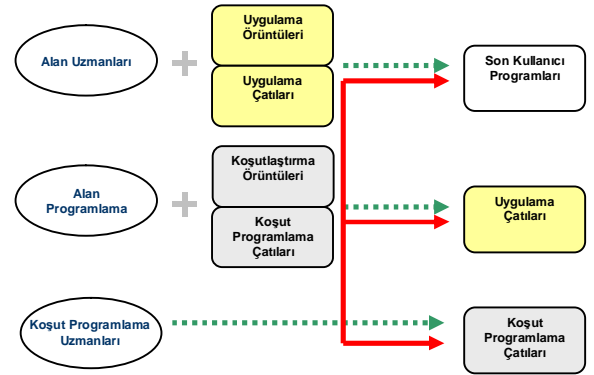 Alan Uzmanları
Uygulama
Örüntüleri
Uygulama
Çatıları
Son Kullanıcı
Programları
Alan
Programlama
Koşutlaştırma
Örüntüleri
Koşut
Programlama
Çatıları
Uygulama
Çatıları
Koşut Programlama
Uzmanları
Koşut
Programlama
Çatıları